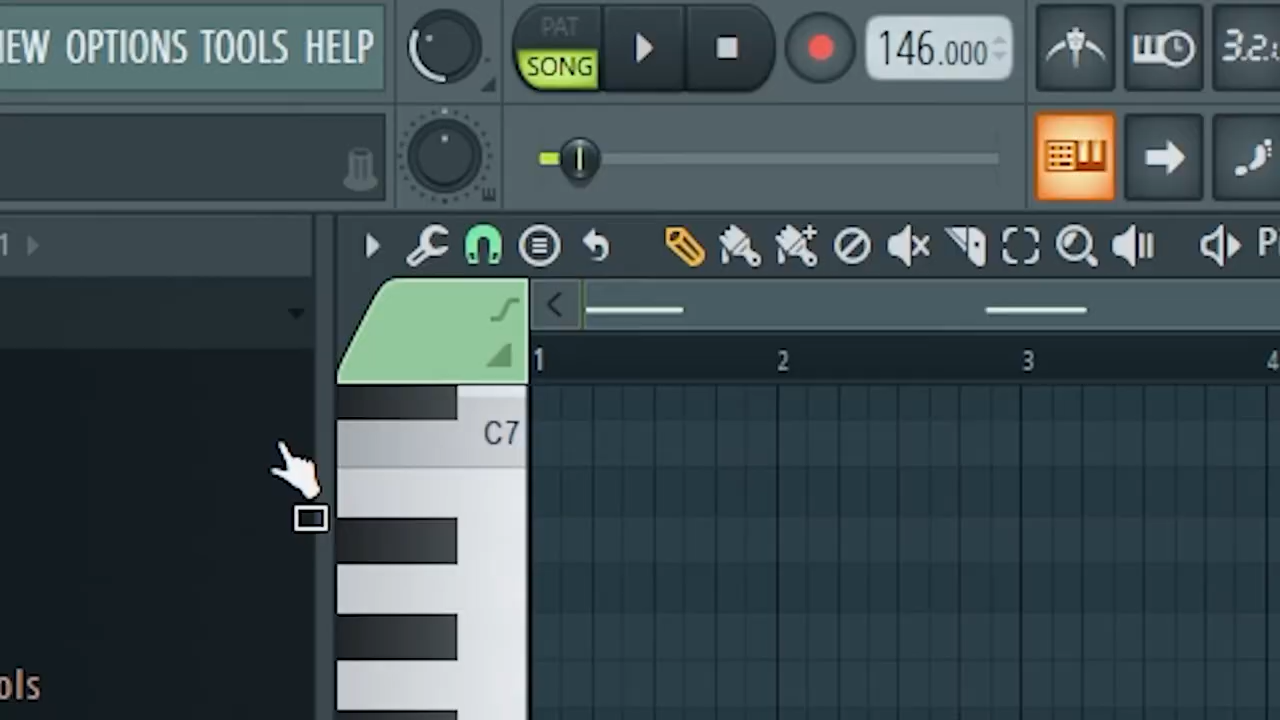 IEW OPTIONS TOOLS HELP
PAT
SONG
146.000
3.2
1
P
1 2 3 4
C7
ols